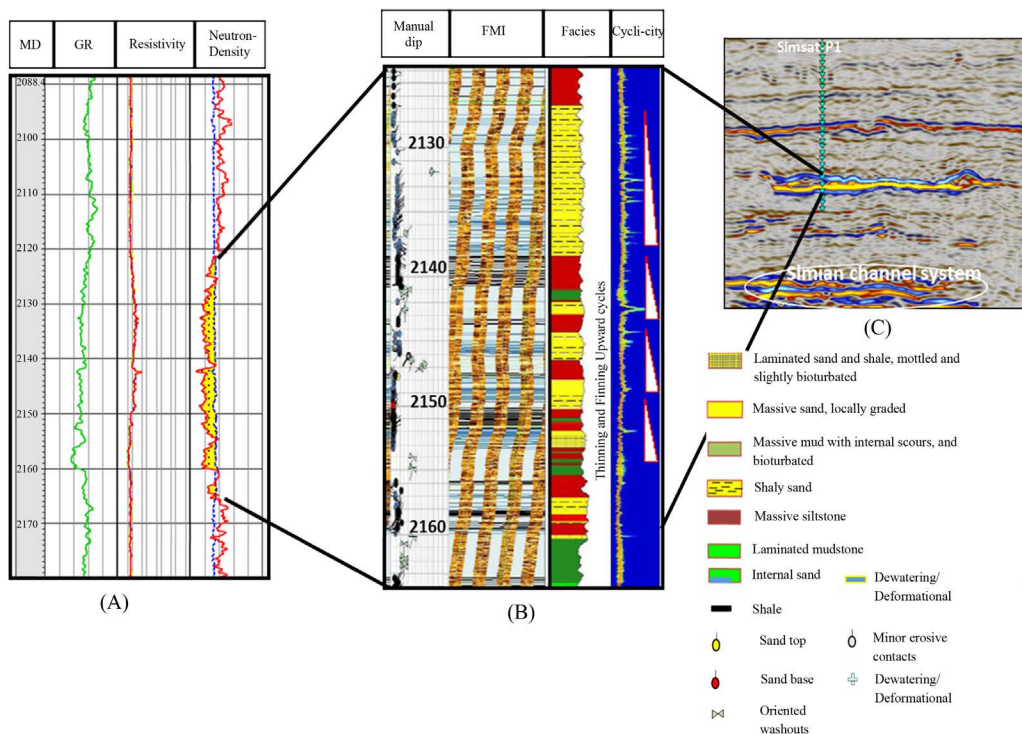 MD
GR
Resistivity
Neutron-
Density
2088.4
2100
2110
2120
2130
2140
2150
2160
2170
(A)
Manual
dip
FMI
Facies
Cycli-city
2130
2140
2150
2160
Thinning and Finning Upward cycles
(B)
Simsat-P1
Simian channel system
(C)
Laminated sand and shale, mottled and
slightly bioturbated
Massive sand, locally graded
Massive mud with internal scours, and
bioturbated
Shaly sand
Massive siltstone
Laminated mudstone
Internal sand
Dewatering/
Deformational
Shale
Sand top
Minor erosive
contacts
Sand base
Dewatering/
Deformational
Oriented
washouts